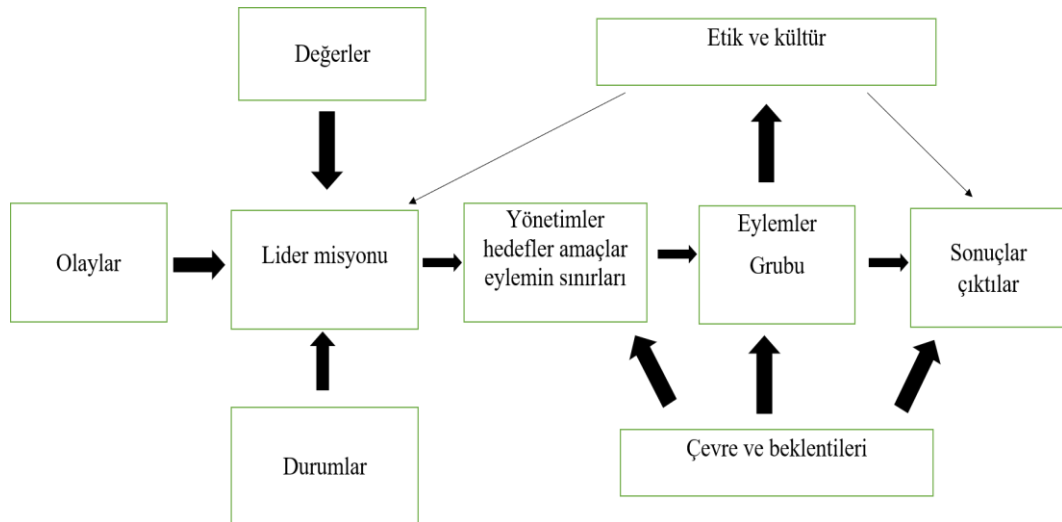 Değerler
Etik ve kültür
Olaylar
Lider misyonu
Yönetimler
hedefler amaçlar
eylemin sınırları
Eylemler
Grubu
Sonuçlar
çıktılar
Durumlar
Çevre ve beklentileri